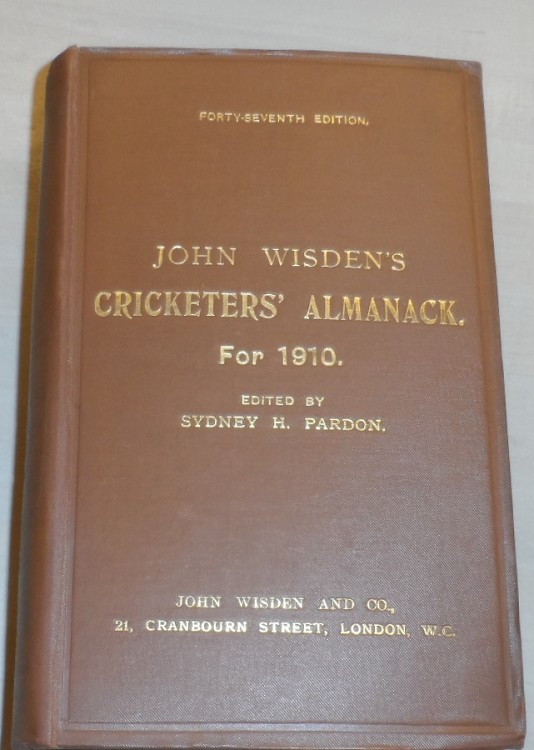 FORTY-SEVENTH EDITION,
JOHN WISDEN'S
CRICKETERS' ALMANACK.
For 1910.
EDITED BY
SYDNEY H. PARDON.
JOHN WISDEN AND CO.,
21, CRANBOURN STREET, LONDON, W.C.